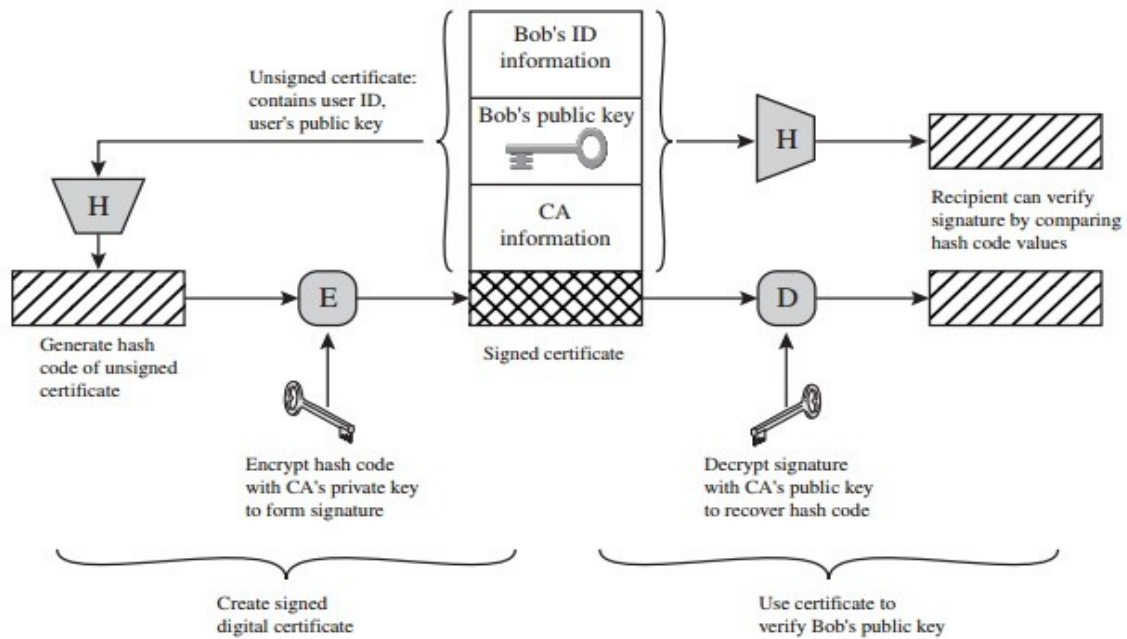 Bob's ID
information
Unsigned certificate:
contains user ID,
user's public key
Bob's public key
H
H
CA
information
Recipient can verify
signature by comparing
hash code values
E
D
Generate hash
code of unsigned
certificate
Signed certificate
Encrypt hash code
with CA's private key
to form signature
Decrypt signature
with CA's public key
to recover hash code
Create signed
digital certificate
Use certificate to
verify Bob's public key